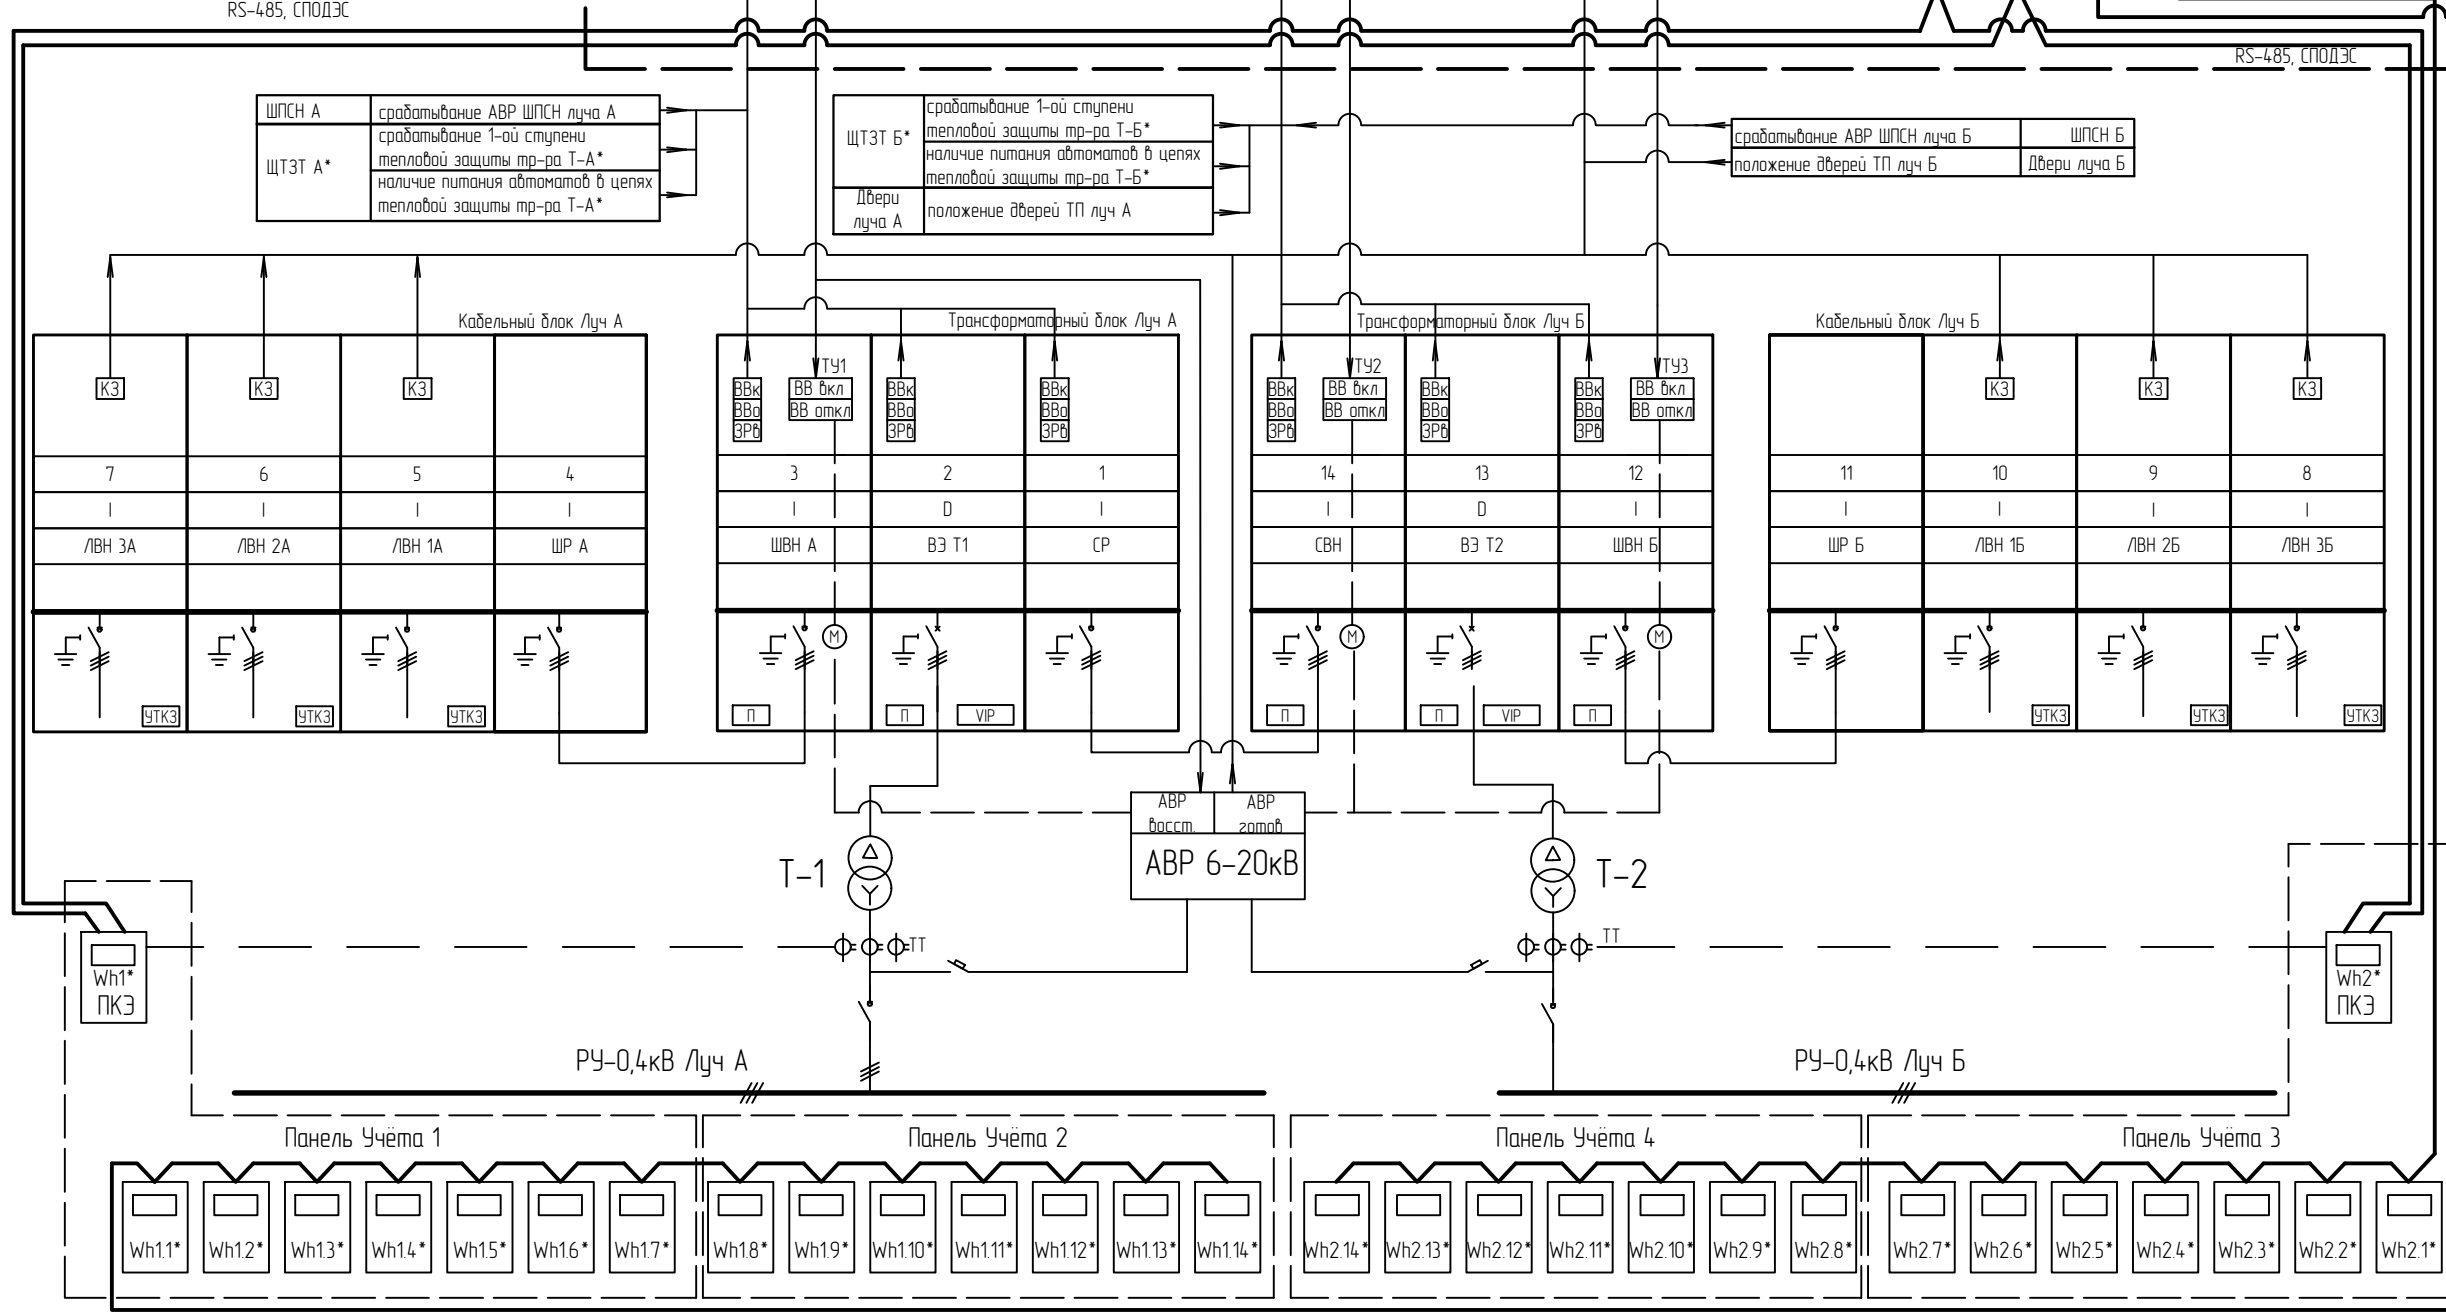 RS-485, СПОДЭС
RS-485, СПОДЭС
ШПСН А
срабатывание АВР ШПСН луча А
ЩТЗТ А*
срабатывание 1-ой ступени
тепловой защиты тр-ра Т-А*
наличие питания автоматов в цепях
тепловой защиты тр-ра Т-А*
ЩТЗТ Б*
срабатывание 1-ой ступени
тепловой защиты тр-ра Т-Б*
наличие питания автоматов в цепях
тепловой защиты тр-ра Т-Б*
Двери
луча А
положение дверей ТП луч А
срабатывание АВР ШПСН луча Б
ШПСН Б
положение дверей ТП луч Б
Двери луча Б
Кабельный блок Луч А
Трансформаторный блок Луч А
Трансформаторный блок Луч Б
Кабельный блок Луч Б
КЗ КЗ КЗ
ВВк
ВВо
ЗРв
ТУ1
ВВ вкл
ВВ откл
ВВк
ВВо
ЗРв
ВВк
ВВо
ЗРв
ВВк
ВВо
ЗРв
ТУ2
ВВ вкл
ВВ откл
ВВк
ВВо
ЗРв
ВВк
ВВо
ЗРв
ТУ3
ВВ вкл
ВВ откл
КЗ КЗ КЗ
7 6 5 4 3 2 1 14 13 12 11 10 9 8
I I I I I D I I D I I I I I
ЛВН 3А ЛВН 2А ЛВН 1А ШР А ШВН А ВЭ Т1 СР СВН ВЭ Т2 ШВН Б ШР Б ЛВН 1Б ЛВН 2Б ЛВН 3Б
М М М
УТКЗ УТКЗ УТКЗ П П VIP П П VIP П УТКЗ УТКЗ УТКЗ
АВР
восст.
АВР
готов
АВР 6-20кВ
Т-1
Т-2
ТТ
ТТ
Wh1*
ПКЭ
Wh2*
ПКЭ
РУ-0,4кВ Луч А
РУ-0,4кВ Луч Б
Панель Учёта 1
Панель Учёта 2
Панель Учёта 4
Панель Учёта 3
Wh1.1* Wh1.2* Wh1.3* Wh1.4* Wh1.5* Wh1.6* Wh1.7* Wh1.8* Wh1.9* Wh1.10* Wh1.11* Wh1.12* Wh1.13* Wh1.14* Wh2.14* Wh2.13* Wh2.12* Wh2.11* Wh2.10* Wh2.9* Wh2.8* Wh2.7* Wh2.6* Wh2.5* Wh2.4* Wh2.3* Wh2.2* Wh2.1*